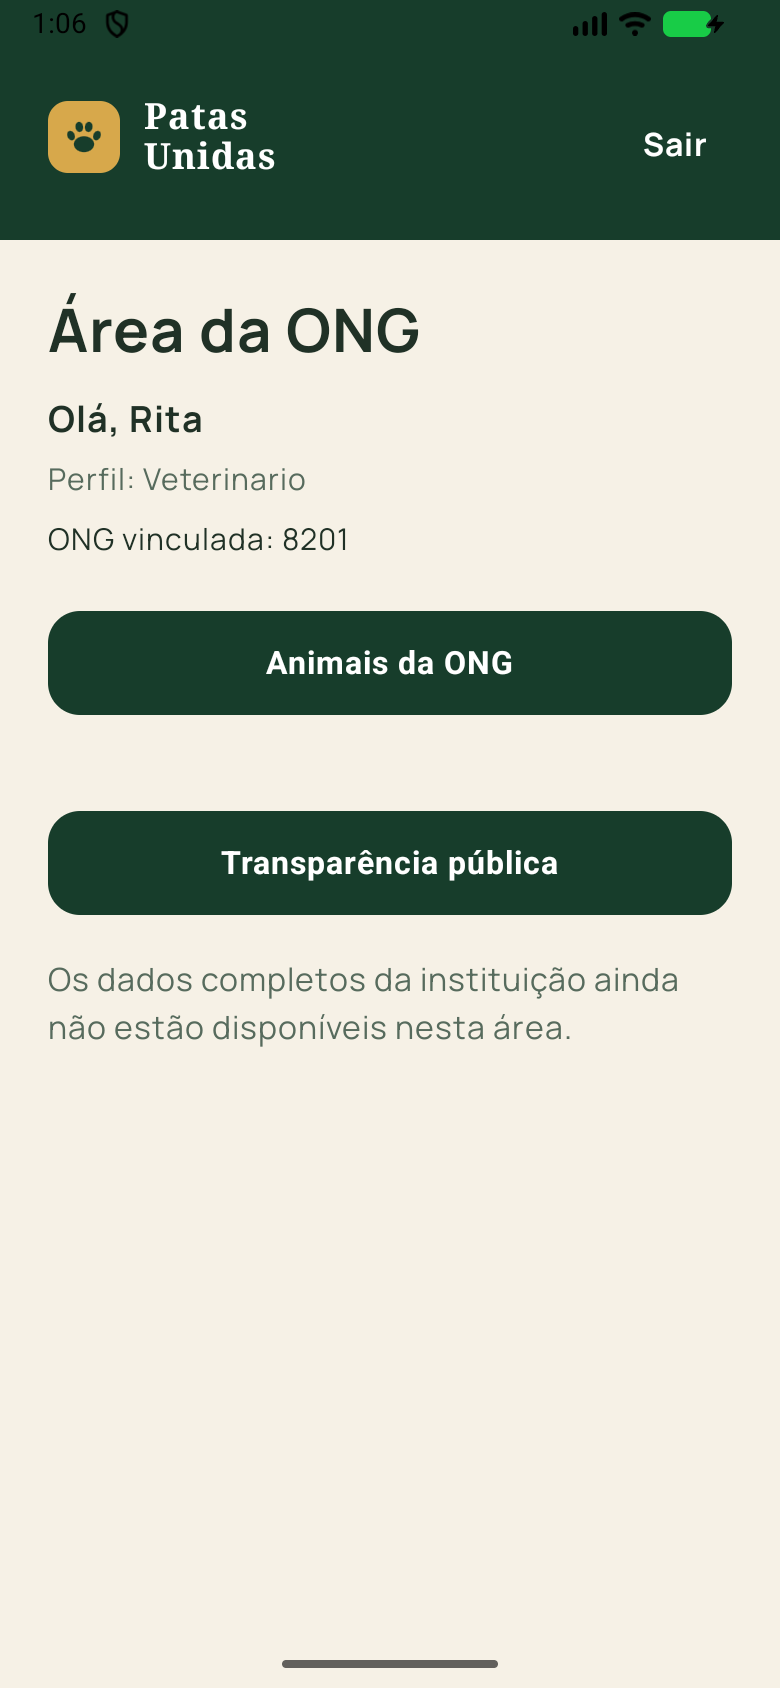 1:06
Patas
Unidas
Sair
Área da ONG
Olá, Rita
Perfil: Veterinario
ONG vinculada: 8201
Animais da ONG
Transparência pública
Os dados completos da instituição ainda
não estão disponíveis nesta área.